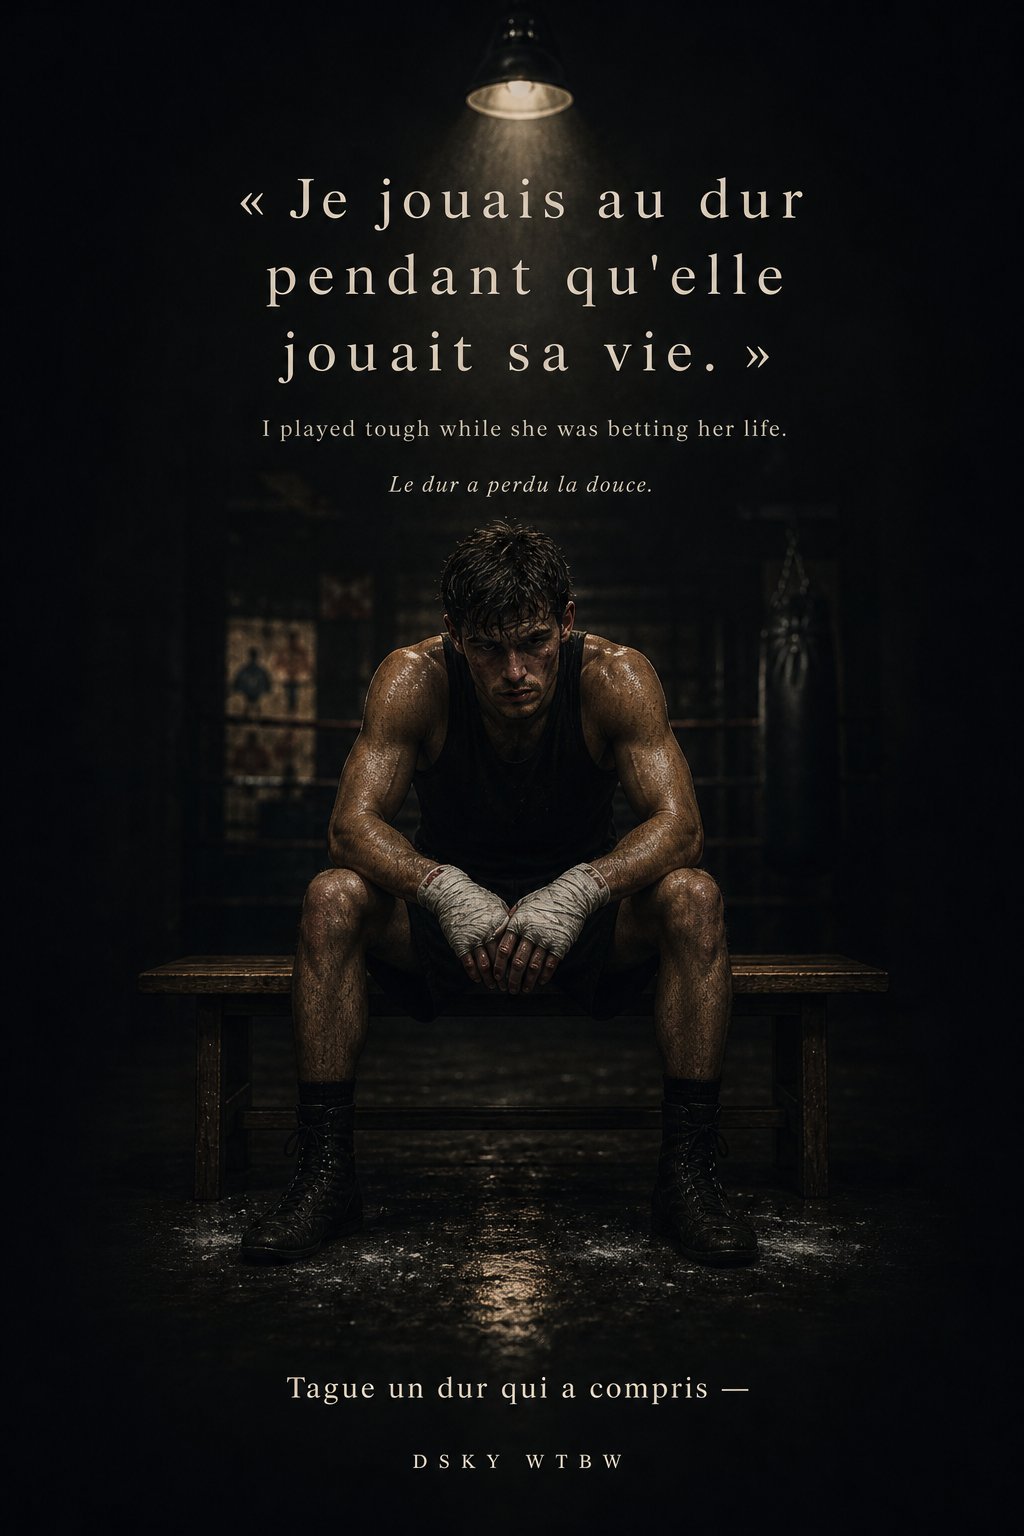 « Je jouais au dur
pendant qu'elle
jouait sa vie. »
I played tough while she was betting her life.
Le dur a perdu la douce.
Tague un dur qui a compris —
DSKY WTBW